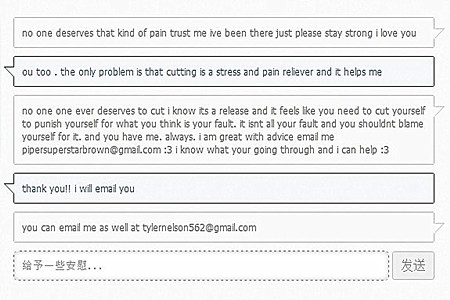 no one deserves that kind of pain trust me ive been there just please stay strong i love you
ou too . the only problem is that cutting is a stress and pain reliever and it helps me
no one one ever deserves to cut i know its a release and it feels like you need to cut yourself
to punish yourself for what you think is your fault. it isnt all your fault and you shouldnt blame
yourself for it. and you have me. always. i am great with advice email me
pipersuperstarbrown@gmail.com :3 i know what your going through and i can help :3
thank you!! i will email you
you can email me as well at tylernelson562@gmail.com
给予一些安慰... 发送